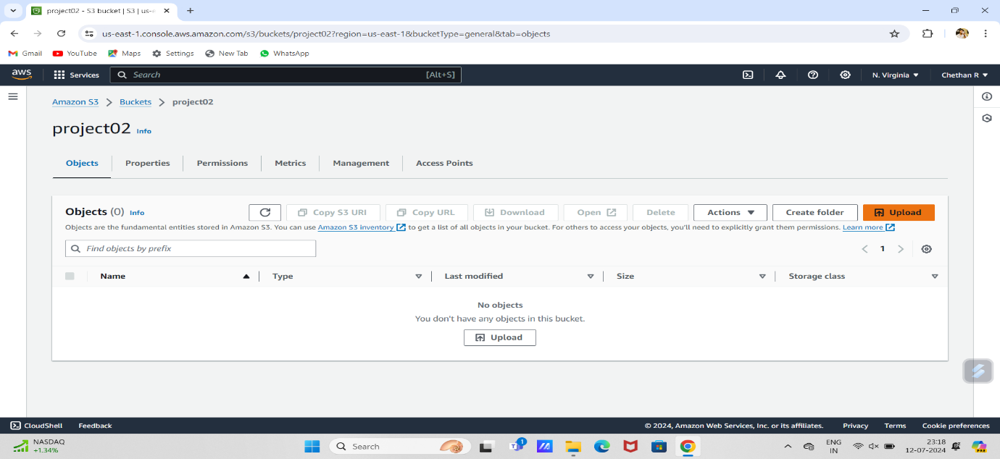 project02 - S3 bucket | S3 | us-e
us-east-1.console.aws.amazon.com/s3/buckets/project02?region=us-east-1&bucketType=general&tab=objects
Gmail YouTube Maps Settings New Tab WhatsApp
aws Services Search [Alt+S] N. Virginia Chethan R
Amazon S3 Buckets project02
project02 Info
Objects Properties Permissions Metrics Management Access Points
Objects (0) Info Copy S3 URI Copy URL Download Open Delete Actions Create folder Upload
Objects are the fundamental entities stored in Amazon S3. You can use Amazon S3 inventory to get a list of all objects in your bucket. For others to access your objects, you'll need to explicitly grant them permissions. Learn more
Find objects by prefix 1
Name Type Last modified Size Storage class
No objects
You don't have any objects in this bucket.
Upload
CloudShell Feedback © 2024, Amazon Web Services, Inc. or its affiliates. Privacy Terms Cookie preferences
NASDAQ
+1.34%
Search
1
ENG
IN
23:18
12-07-2024
PRE